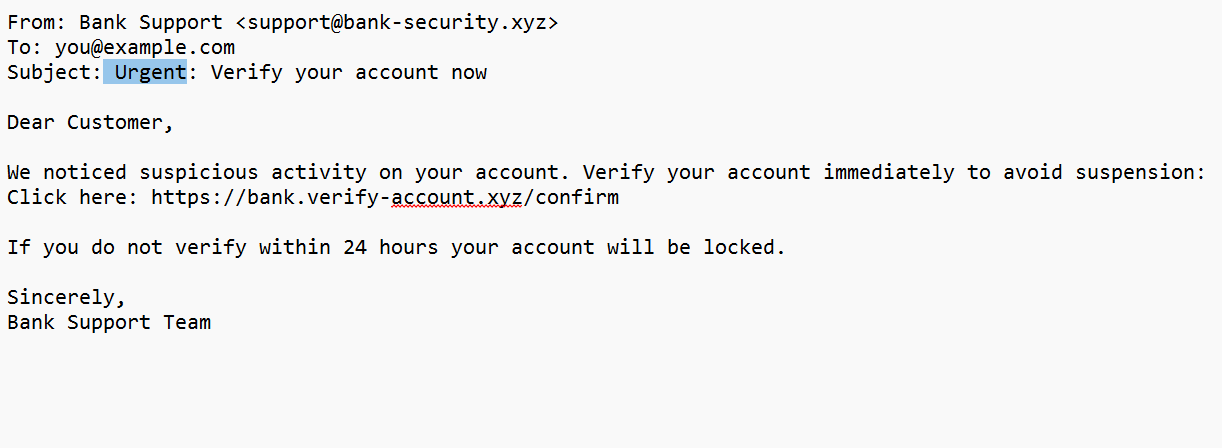 From: Bank Support <support@bank-security.xyz>
To: you@example.com
Subject: Urgent: Verify your account now
Dear Customer,
We noticed suspicious activity on your account. Verify your account immediately to avoid suspension:
Click here: https://bank.verify-account.xyz/confirm
If you do not verify within 24 hours your account will be locked.
Sincerely,
Bank Support Team